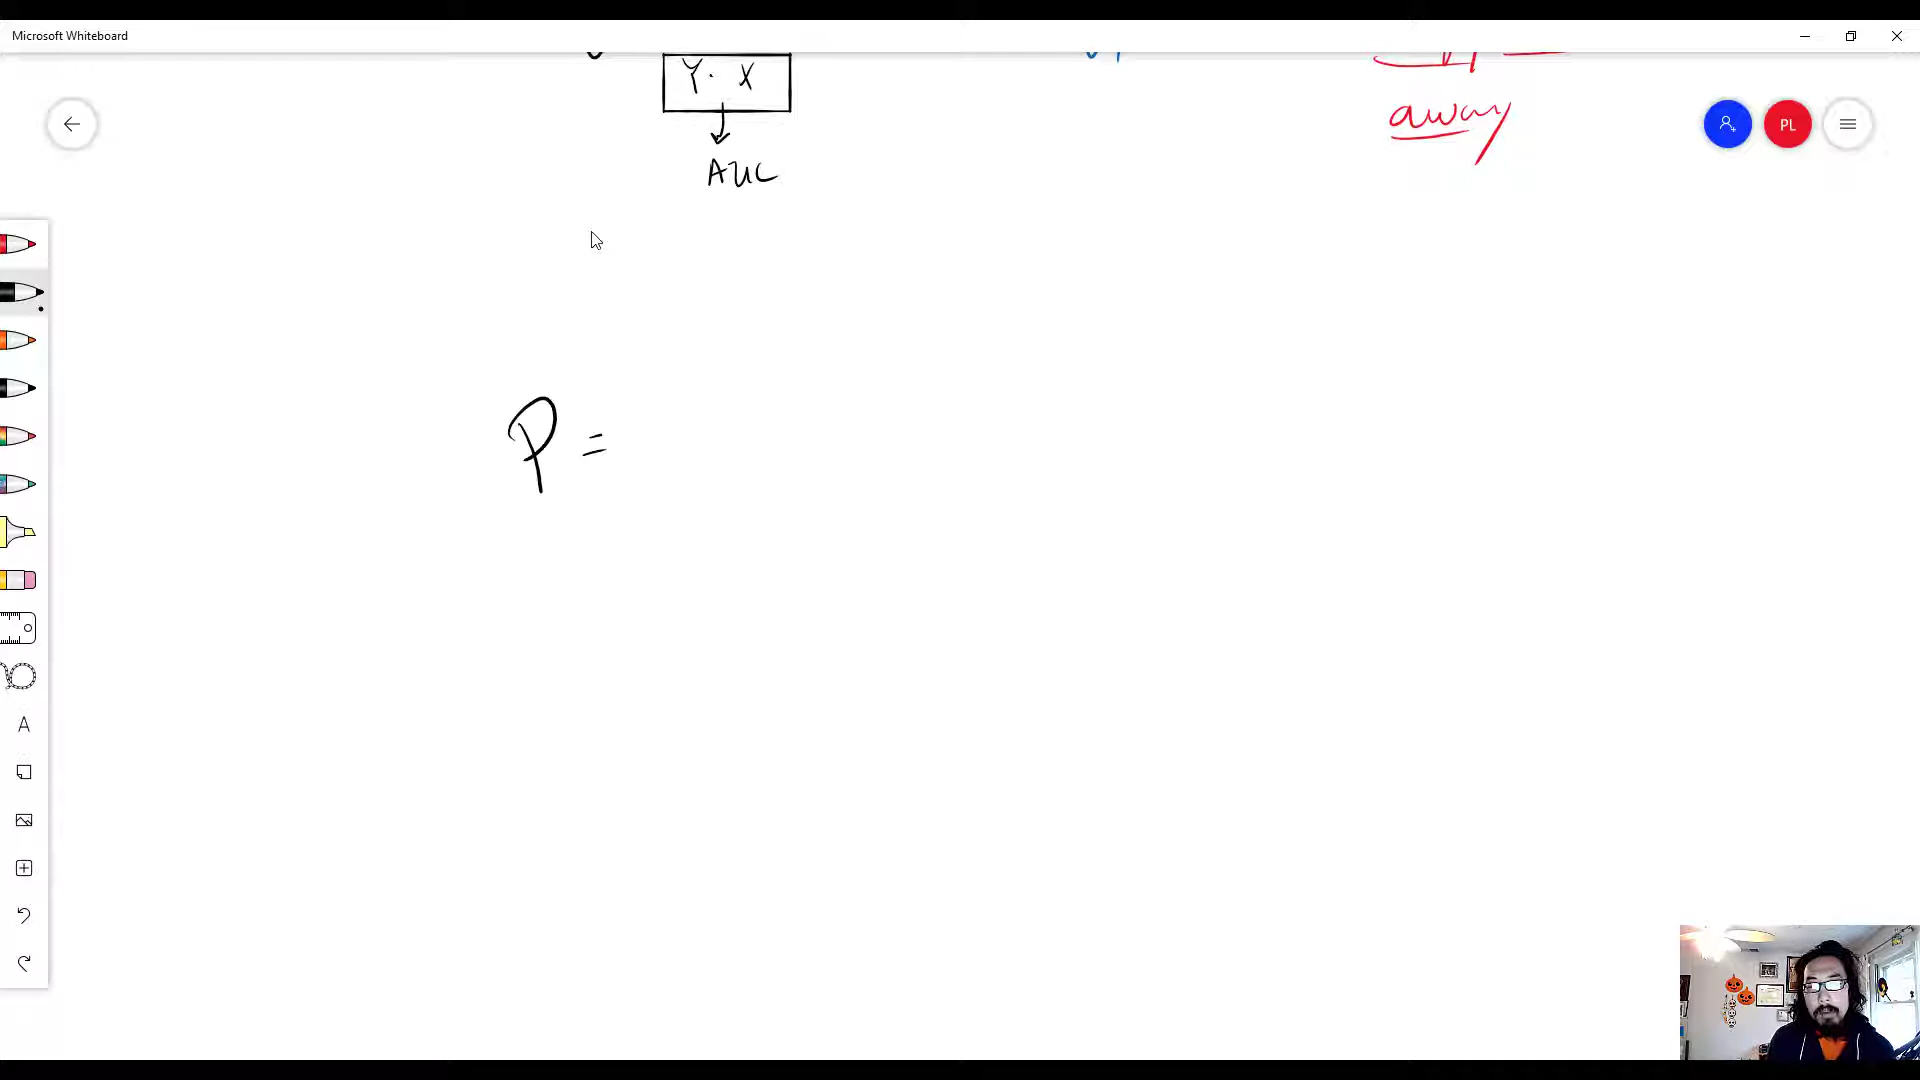 Microsoft Whiteboard
Y · X
away
PL
AUC
P =
A